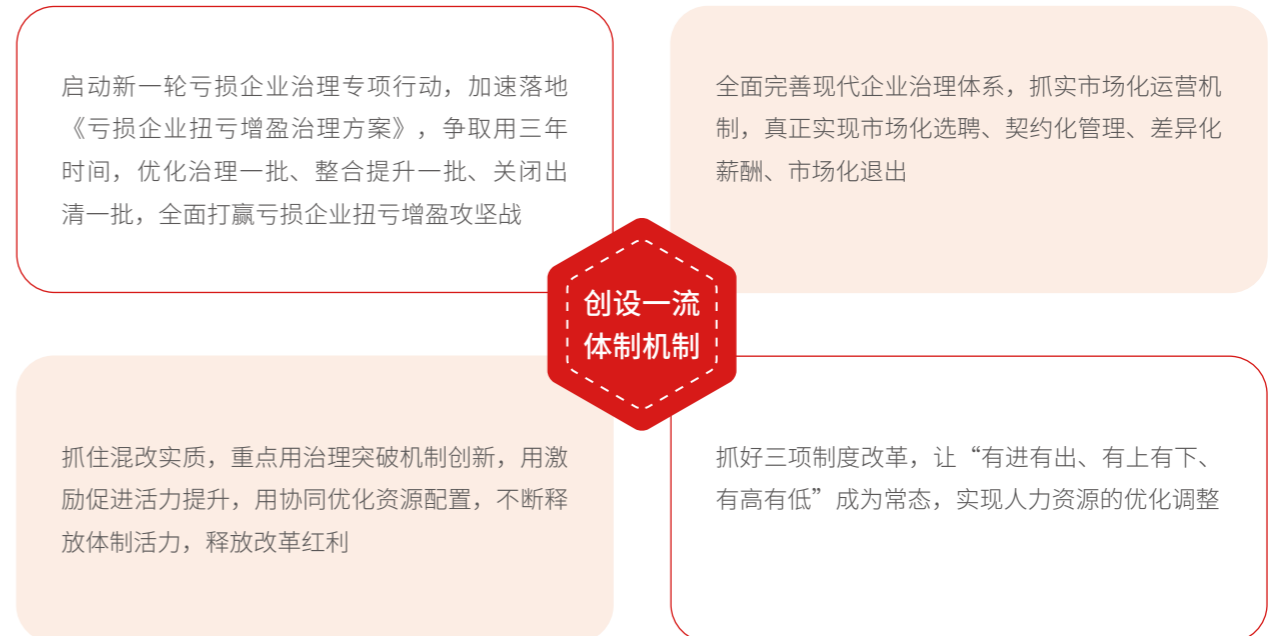 启动新一轮亏损企业治理专项行动，加速落地
《亏损企业扭亏增盈治理方案》，争取用三年
时间，优化治理一批、整合提升一批、关闭出
清一批，全面打赢亏损企业扭亏增盈攻坚战
全面完善现代企业治理体系，抓实市场化运营机
制，真正实现市场化选聘、契约化管理、差异化
薪酬、市场化退出
创设一流
体制机制
抓住混改实质，重点用治理突破机制创新，用激
励促进活力提升，用协同优化资源配置，不断释
放体制活力，释放改革红利
抓好三项制度改革，让“有进有出、有上有下、
有高有低”成为常态，实现人力资源的优化调整